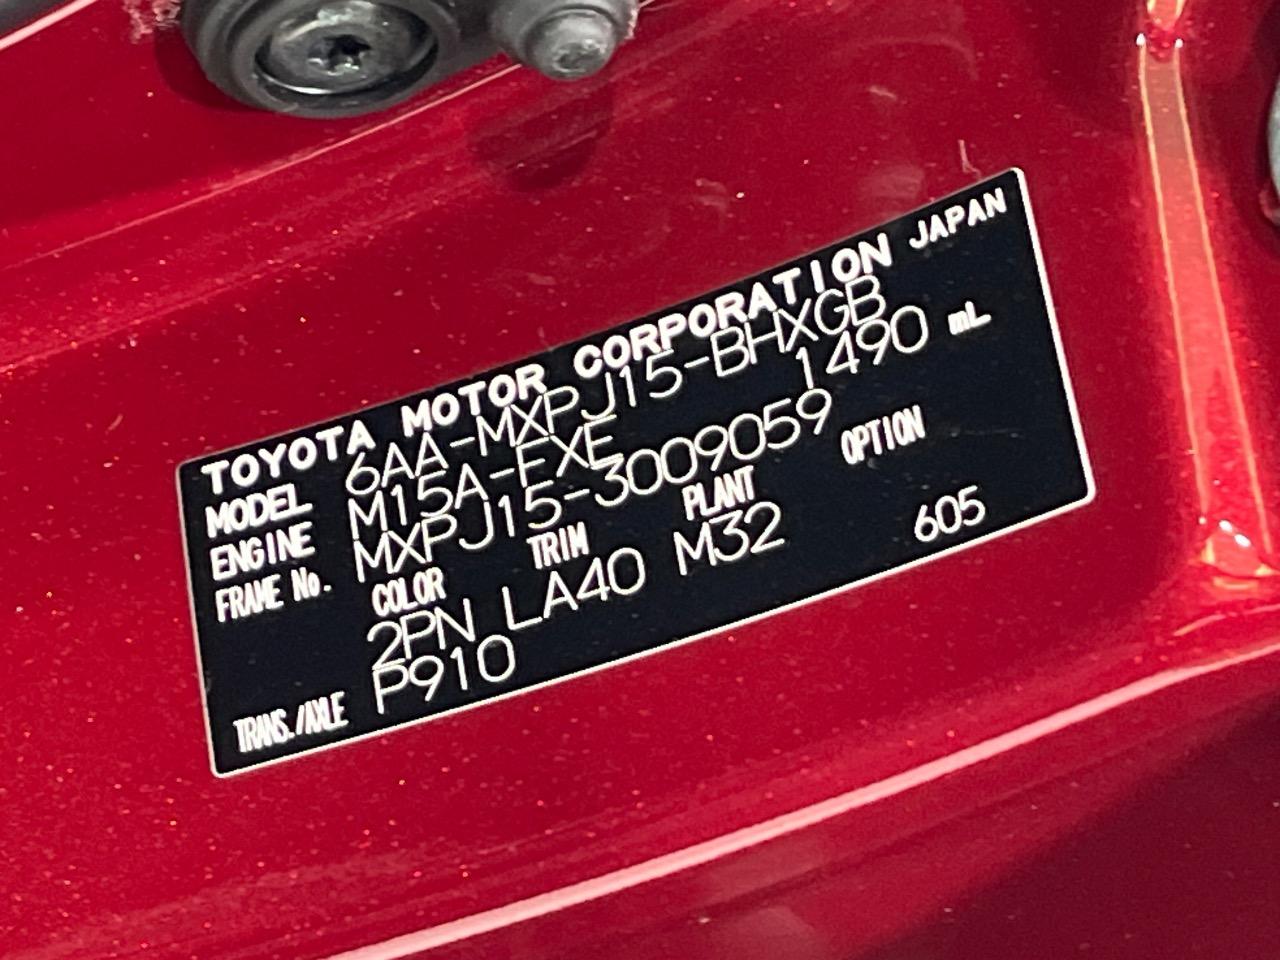 TOYOTA MOTOR CORPORATION JAPAN
MODEL 6AA-MXPJ15-BHXGB
ENGINE M15A-FXE 1490 mL
FRAME No. MXPJ15-3009059
COLOR TRIM PLANT OPTION
2PN LA40 M32 605
TRANS./AXLE P910